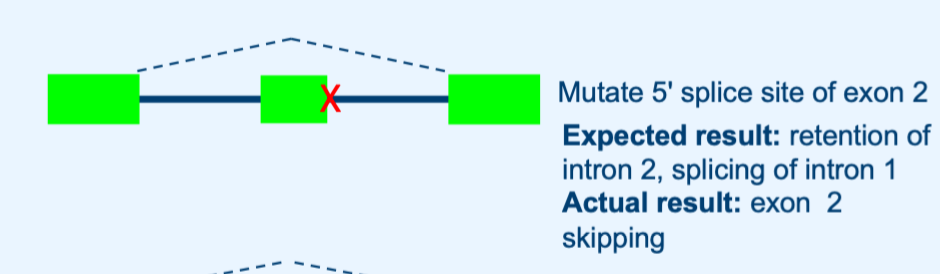 X
Mutate 5' splice site of exon 2
Expected result: retention of
intron 2, splicing of intron 1
Actual result: exon  2
skipping